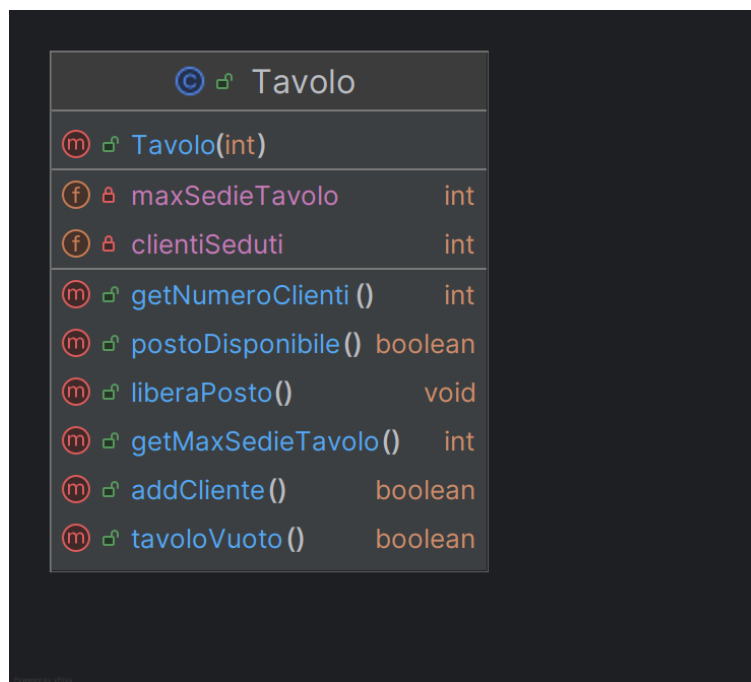 C Tavolo
m Tavolo(int)
f maxSedieTavolo int
f clientiSeduti int
m getNumeroClienti() int
m postoDisponibile() boolean
m liberaPosto() void
m getMaxSedieTavolo() int
m addCliente() boolean
m tavoloVuoto() boolean